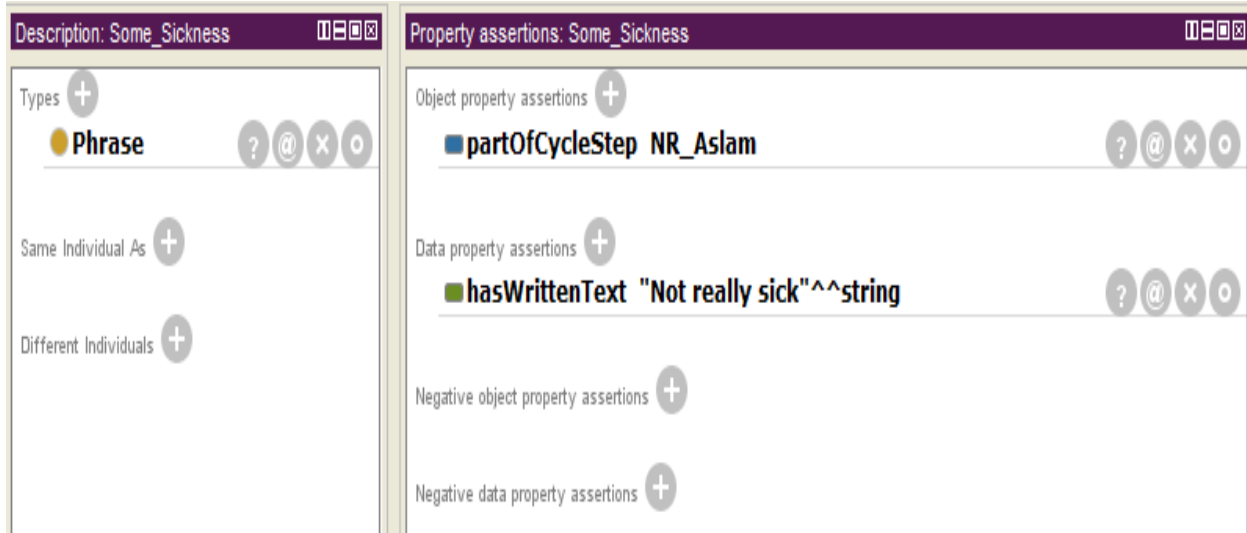 Description: Some_Sickness
Types
Phrase
Same Individual As
Different Individuals
Property assertions: Some_Sickness
Object property assertions
partOfCycleStep NR_Aslam
Data property assertions
hasWrittenText "Not really sick"^^string
Negative object property assertions
Negative data property assertions